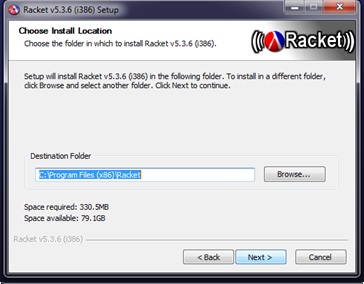 Racket v5.3.6 (i386) Setup
Choose Install Location
Choose the folder in which to install Racket v5.3.6 (i386).
Racket
Setup will install Racket v5.3.6 (i386) in the following folder. To install in a different folder,
click Browse and select another folder. Click Next to continue.
Destination Folder
C:\Program Files (x86)\Racket
Browse...
Space required: 330.5MB
Space available: 79.1GB
Racket v5.3.6 (i386)
< Back Next > Cancel